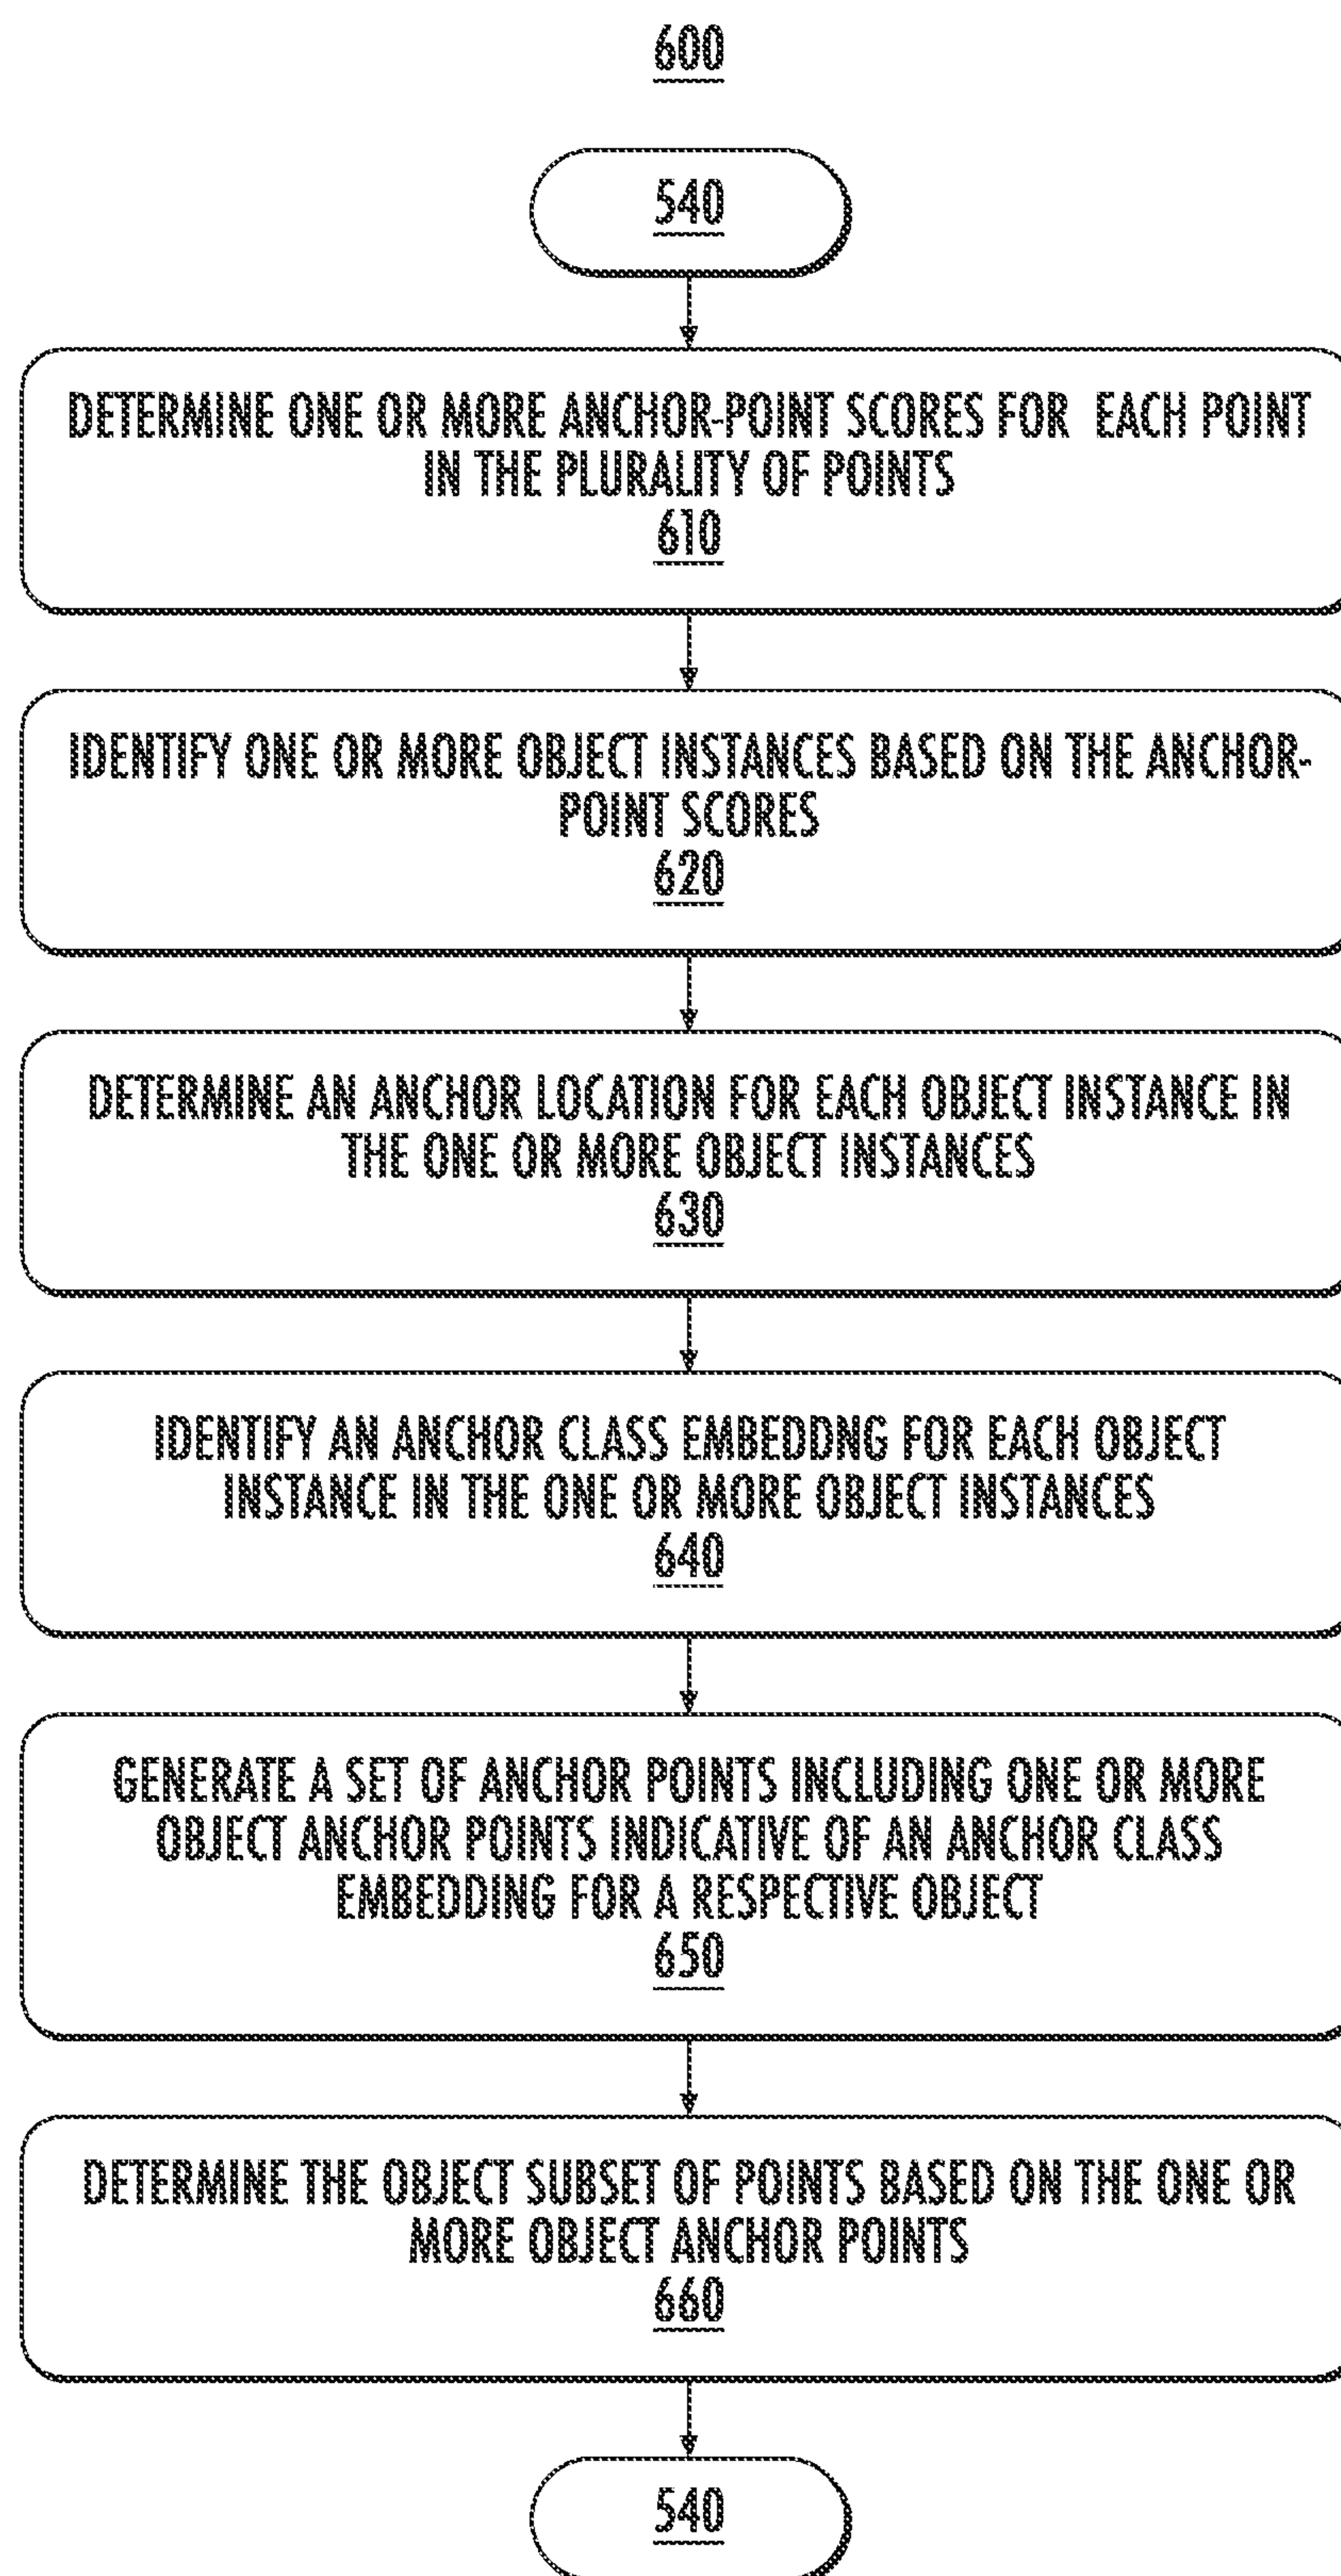 600
540
DETERMINE ONE OR MORE ANCHOR-POINT SCORES FOR EACH POINT
IN THE PLURALITY OF POINTS
610
IDENTIFY ONE OR MORE OBJECT INSTANCES BASED ON THE ANCHOR-
POINT SCORES
620
DETERMINE AN ANCHOR LOCATION FOR EACH OBJECT INSTANCE IN
THE ONE OR MORE OBJECT INSTANCES
630
IDENTIFY AN ANCHOR CLASS EMBEDDNG FOR EACH OBJECT
INSTANCE IN THE ONE OR MORE OBJECT INSTANCES
640
GENERATE A SET OF ANCHOR POINTS INCLUDING ONE OR MORE
OBJECT ANCHOR POINTS INDICATIVE OF AN ANCHOR CLASS
EMBEDDING FOR A RESPECTIVE OBJECT
650
DETERMINE THE OBJECT SUBSET OF POINTS BASED ON THE ONE OR
MORE OBJECT ANCHOR POINTS
660
540